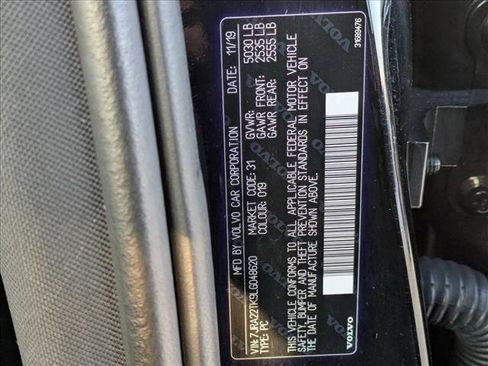 MFD BY VOLVO CAR CORPORATION DATE: 11/19
GVWR: 5030 LB
MARKET CODE: 31 GAWR FRONT: 2535 LB
COLOUR: 019 GAWR REAR: 2555 LB
VIN: 7JRA22TK9LG048620
TYPE: PC
THIS VEHICLE CONFORMS TO ALL APPLICABLE FEDERAL MOTOR VEHICLE
SAFETY, BUMPER AND THEFT PREVENTION STANDARDS IN EFFECT ON
THE DATE OF MANUFACTURE SHOWN ABOVE.
VOLVO 31689476